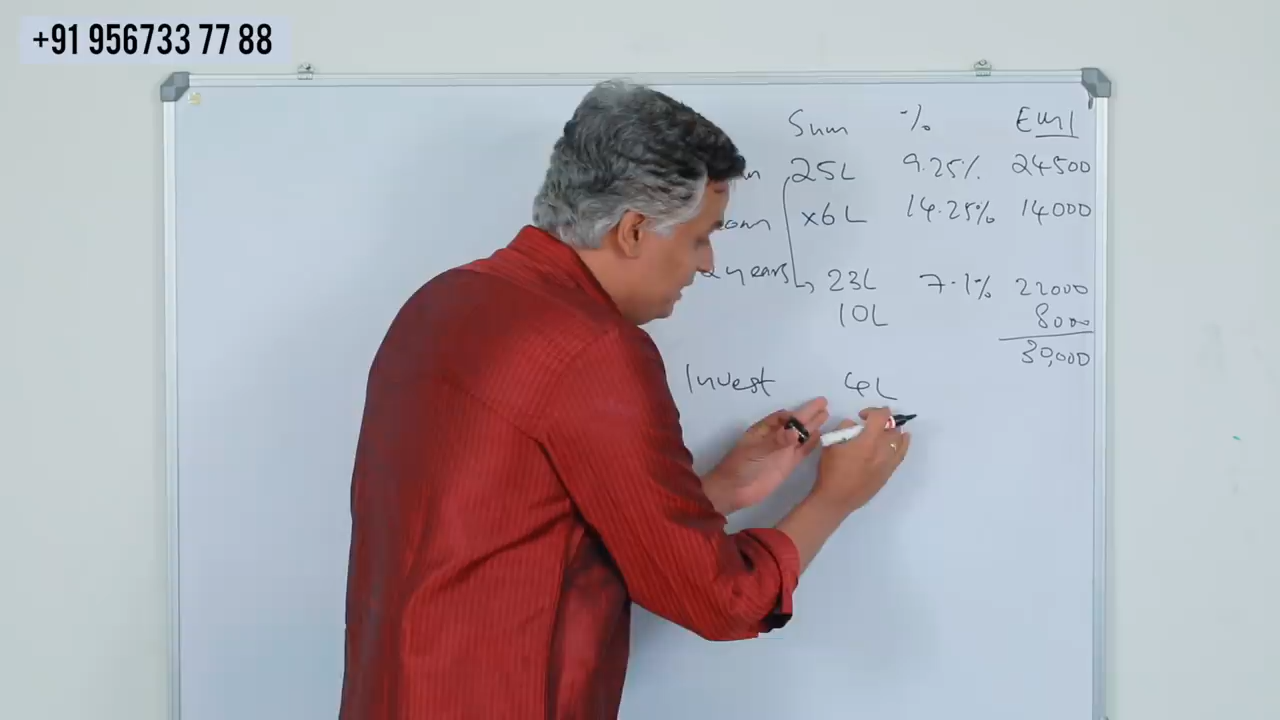 +91 956733 77 88
Sum % EMI
25L 9.25% 24500
x6L 14.25% 14000
years 23L 7.1% 22000
10L 8000
30,000
Invest 4L